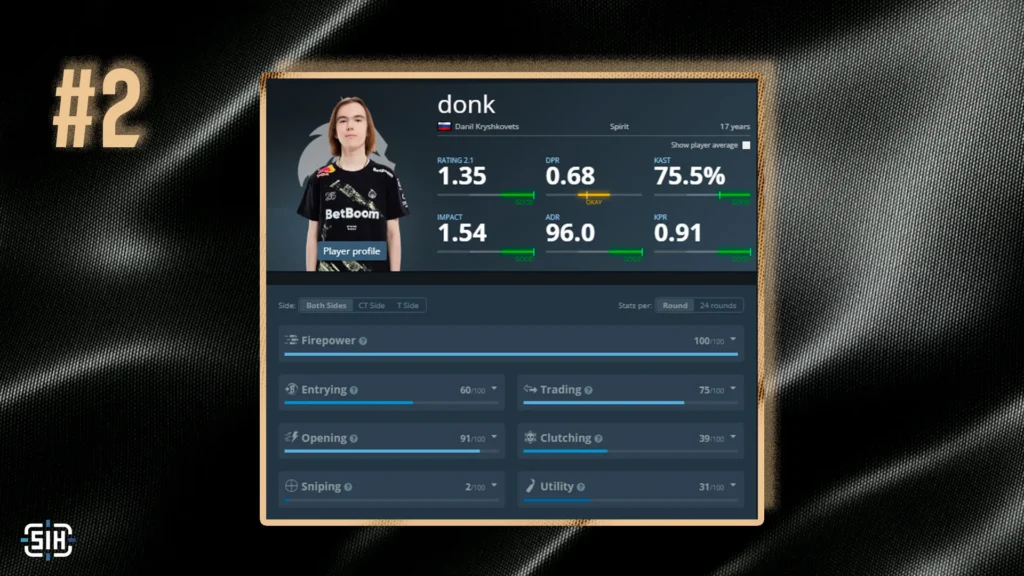 #2
donk
Danil Kryshkovets Spirit 17 years
Show player average
RATING 2.1 DPR KAST
1.35 0.68 75.5%
GOOD OKAY GOOD
IMPACT ADR KPR
1.54 96.0 0.91
GOOD GOOD GOOD
BetBoom
Player profile
Side: Both Sides CT Side T Side Stats per: Round 24 rounds
Firepower 100/100
Entrying 60/100 Trading 75/100
Opening 91/100 Clutching 39/100
Sniping 2/100 Utility 31/100
SIH